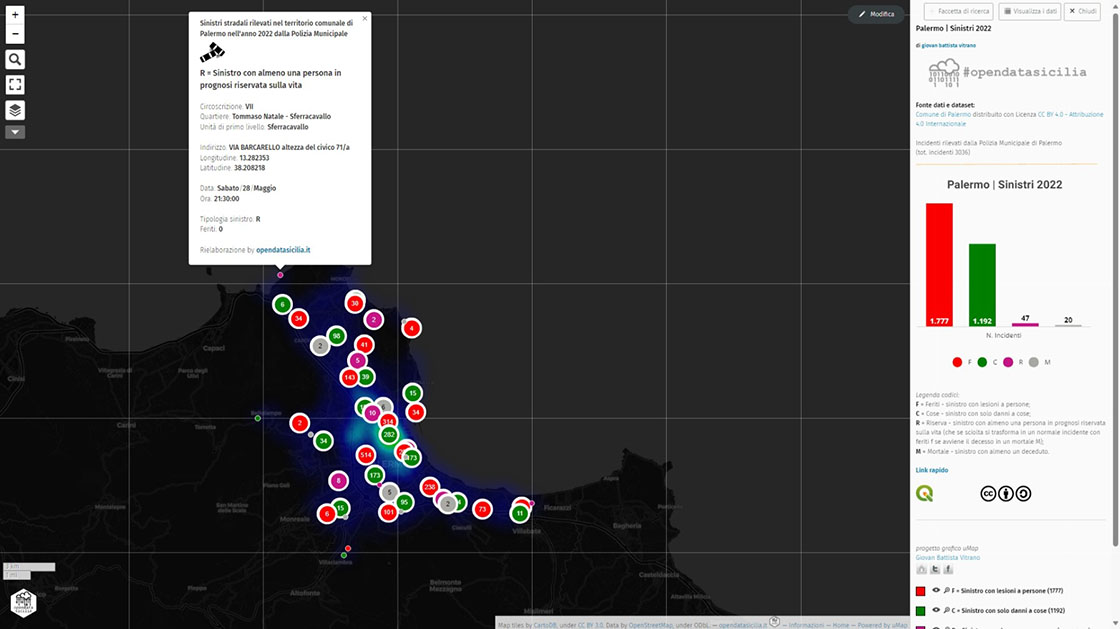 Sinistri stradali rilevati nel territorio comunale di
Palermo nell'anno 2022 dalla Polizia Municipale
R = Sinistro con almeno una persona in
prognosi riservata sulla vita
Circoscrizione: VII
Quartiere: Tommaso Natale - Sferracavallo
Unità di primo livello: Sferracavallo
Indirizzo: VIA BARCARELLO altezza del civico 71/a
Longitudine: 13.282353
Latitudine: 38.208218
Data: Sabato/28/Maggio
Ora: 21:30:00
Tipologia sinistro: R
Feriti: 0
Rielaborazione by opendatasicilia.it
Modifica
6
34
30
2
4
98
2
41
5
143
39
15
34
10
2
34
282
514
173
173
8
5
238
95
2
73
11
6
15
101
Capaci
Carini
Cinisi
Torretta
Monreale
Villabate
Ficarazzi
Bagheria
Casteldaccia
Altavilla Milicia
Belmonte
Mezzagno
Misilmeri
Altofonte
Villaciambra
3 km
1 mi
Map tiles by CartoDB, under CC BY 3.0. Data by OpenStreetMap, under ODbL. — opendatasicilia.it — Informazioni — Home — Powered by uMap
Faccetta di ricerca
Visualizza i dati
Chiudi
Palermo | Sinistri 2022
di giovan battista vitrano
#opendatasicilia
Fonte dati e dataset:
Comune di Palermo distribuito con Licenza CC BY 4.0 - Attribuzione
4.0 Internazionale
Incidenti rilevati dalla Polizia Municipale di Palermo
(tot. incidenti 3036)
Palermo | Sinistri 2022
1.777
1.192
47
20
N. Incidenti
F C R M
Legenda codici:
F = Feriti - sinistro con lesioni a persone;
C = Cose - sinistro con solo danni a cose;
R = Riserva - sinistro con almeno una persona in prognosi riservata
sulla vita (che se sciolta si trasforma in un normale incidente con
feriti f se avviene il decesso in un mortale M);
M = Mortale - sinistro con almeno un deceduto.
Link rapido
progetto grafico uMap
Giovan Battista Vitrano
F = Sinistro con lesioni a persone (1777)
C = Sinistro con solo danni a cose (1192)